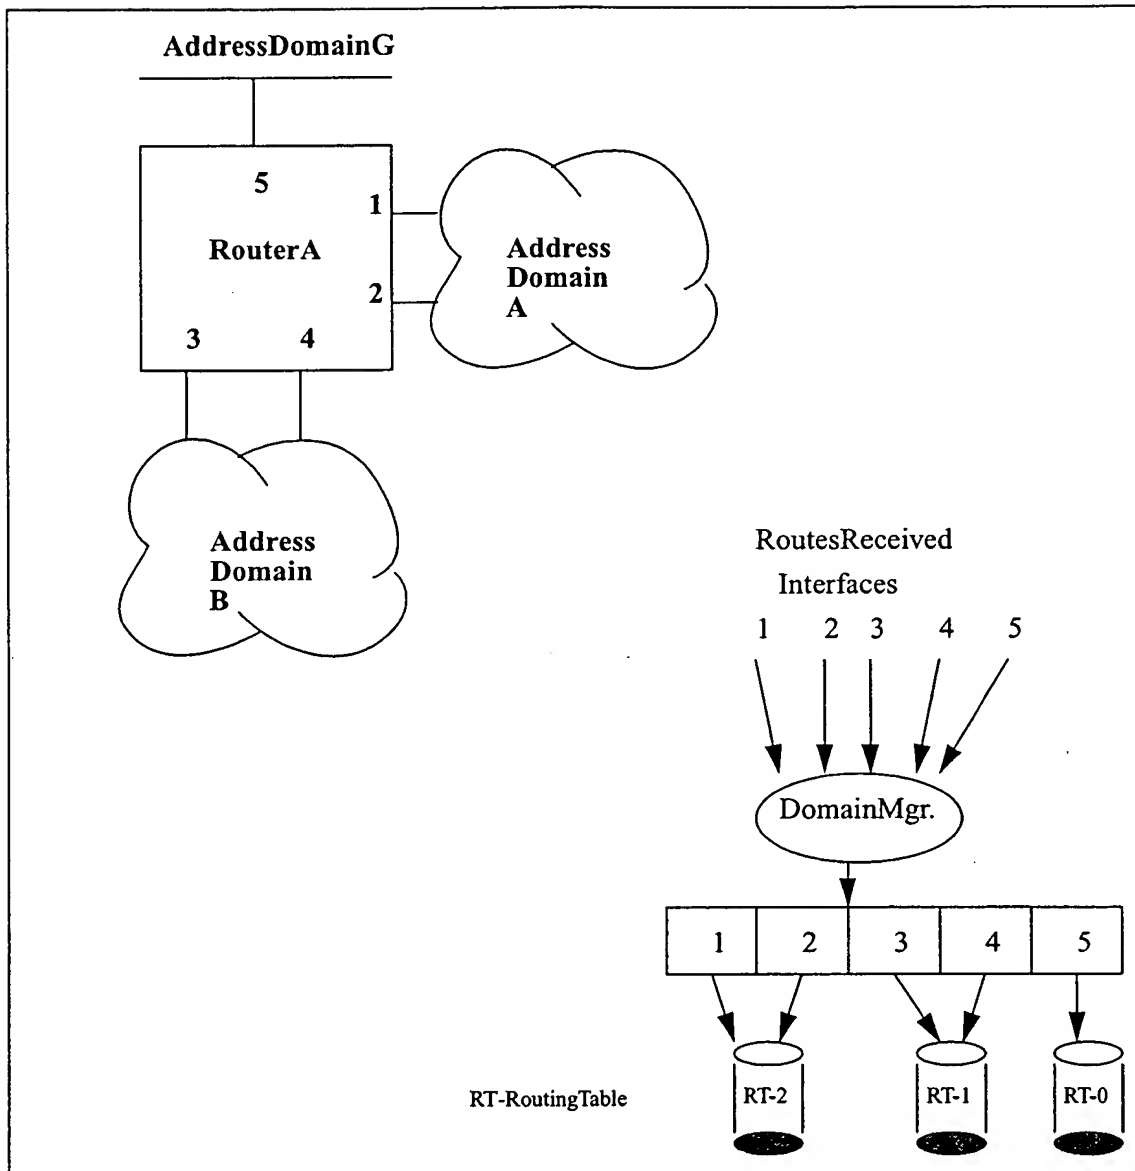 AddressDomainG
5
1
RouterA
2
3 4
Address
Domain
A
Address
Domain
B
RoutesReceived
Interfaces
1 2 3 4 5
DomainMgr.
1 2 3 4 5
RT-RoutingTable
RT-2 RT-1 RT-0